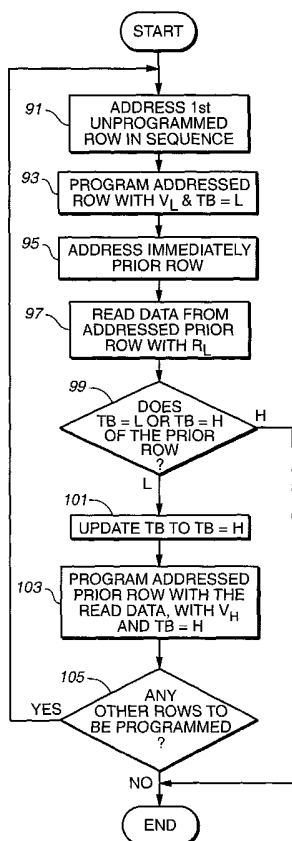 START
91
ADDRESS 1st
UNPROGRAMMED
ROW IN SEQUENCE
93
PROGRAM ADDRESSED
ROW WITH VL & TB = L
95
ADDRESS IMMEDIATELY
PRIOR ROW
97
READ DATA FROM
ADDRESSED PRIOR
ROW WITH RL
99
DOES
TB = L OR TB = H
OF THE PRIOR
ROW
?
H
L
101
UPDATE TB TO TB = H
103
PROGRAM ADDRESSED
PRIOR ROW WITH THE
READ DATA, WITH VH
AND TB = H
105
ANY
OTHER ROWS TO
BE PROGRAMMED
?
YES
NO
END